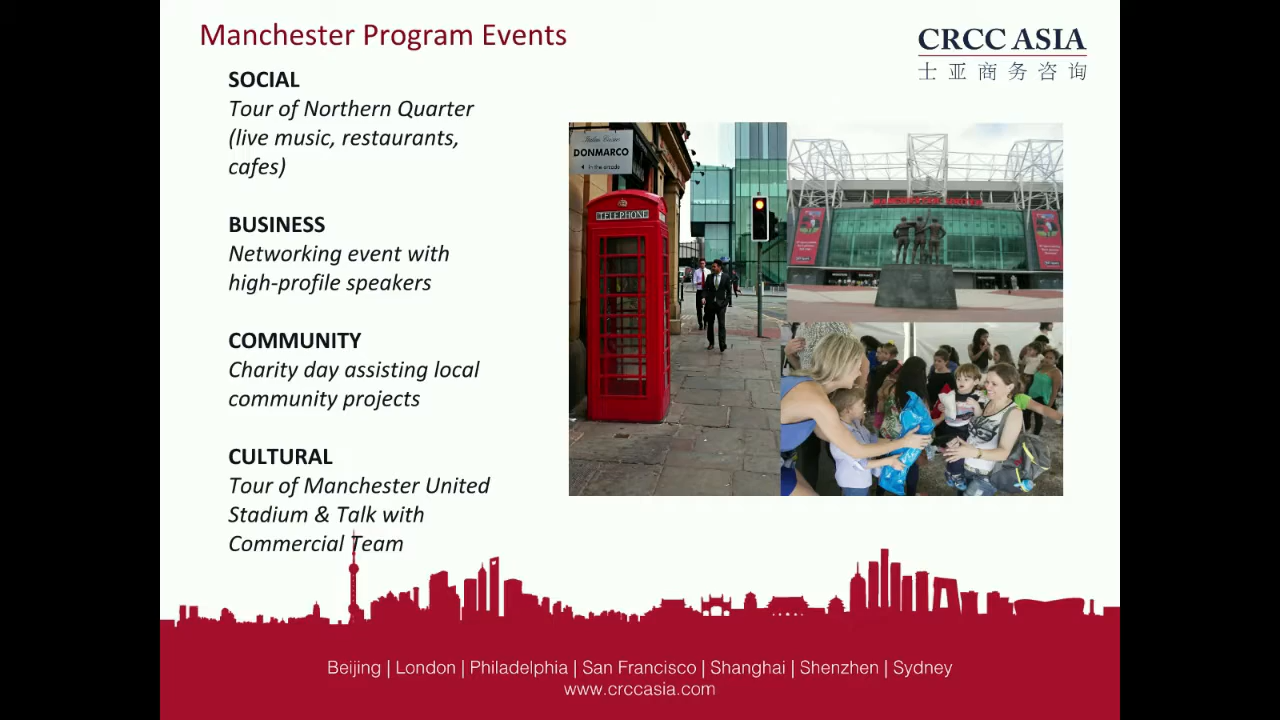 Manchester Program Events
CRCC ASIA
士亚商务咨询
SOCIAL
Tour of Northern Quarter
(live music, restaurants,
cafes)
BUSINESS
Networking event with
high-profile speakers
COMMUNITY
Charity day assisting local
community projects
CULTURAL
Tour of Manchester United
Stadium & Talk with
Commercial Team
DONMARCO
TELEPHONE
MANCHESTER UNITED
Beijing | London | Philadelphia | San Francisco | Shanghai | Shenzhen | Sydney
www.crccasia.com